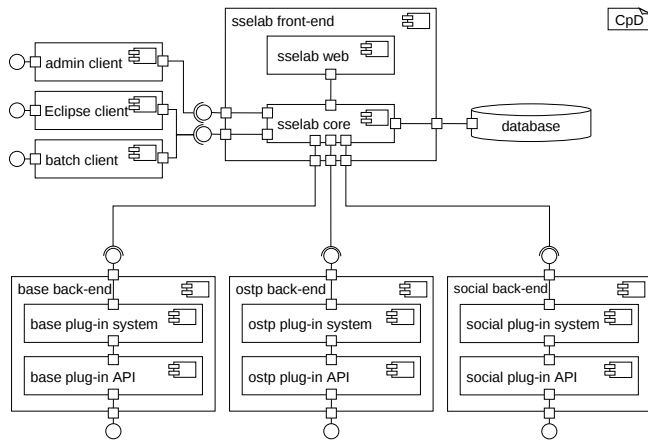 sselab front-end
CpD
sselab web
admin client
Eclipse client
sselab core
database
batch client
base back-end
ostp back-end
social back-end
base plug-in system
ostp plug-in system
social plug-in system
base plug-in API
ostp plug-in API
social plug-in API